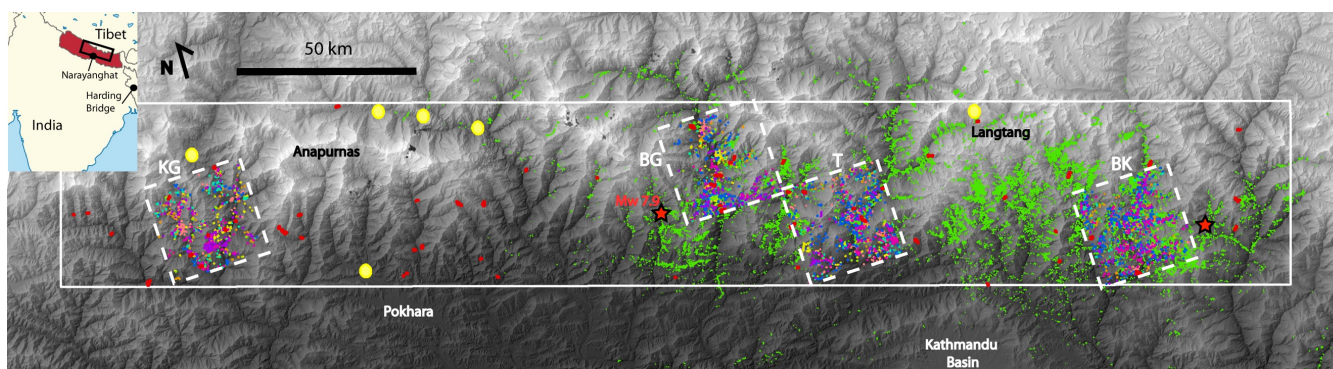 Tibet
Narayanghat
Harding
Bridge
India
N
50 km
Langtang
Anapurnas
KG
BG
T
BK
Mw 7.9
Pokhara
Kathmandu
Basin